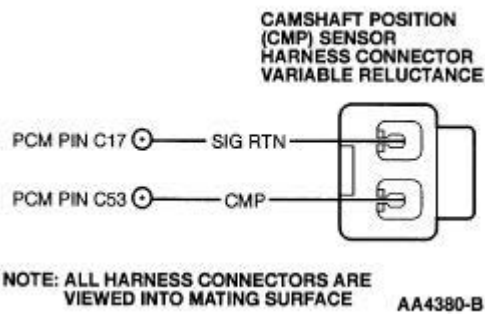 CAMSHAFT POSITION
(CMP) SENSOR
HARNESS CONNECTOR
VARIABLE RELUCTANCE
PCM PIN C17 SIG RTN
PCM PIN C53 CMP
NOTE: ALL HARNESS CONNECTORS ARE
VIEWED INTO MATING SURFACE
AA4380-B